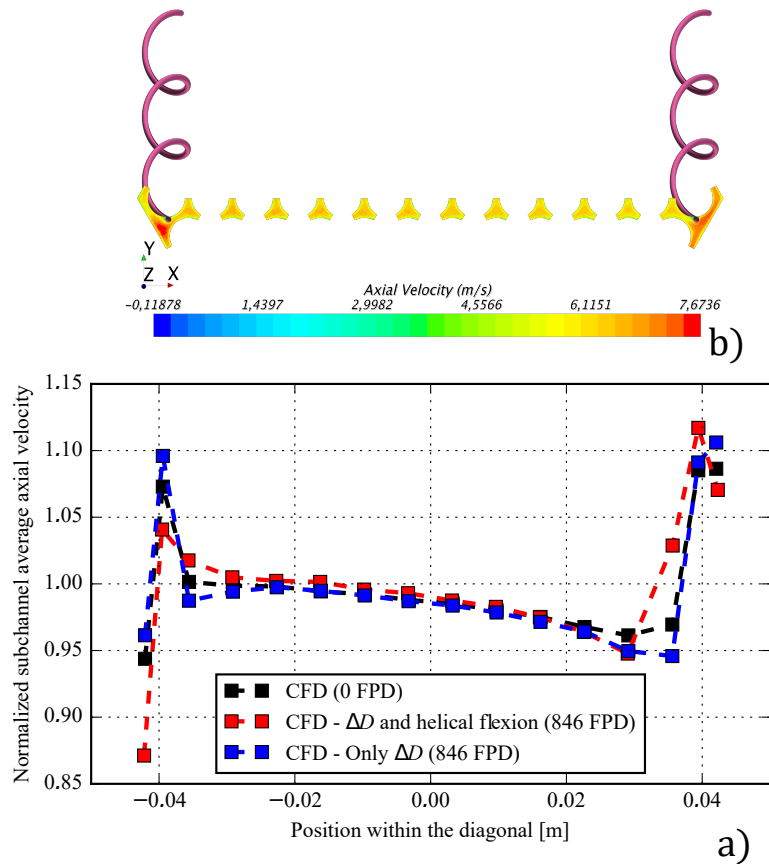 Y
Z X
Axial Velocity (m/s)
-0,11878 1,4397 2,9982 4,5566 6,1151 7,6736
b)
Normalized subchannel average axial velocity
1.15
1.10
1.05
1.00
0.95
0.90
0.85
CFD (0 FPD)
CFD - ΔD and helical flexion (846 FPD)
CFD - Only ΔD (846 FPD)
−0.04 −0.02 0.00 0.02 0.04
Position within the diagonal [m]
a)